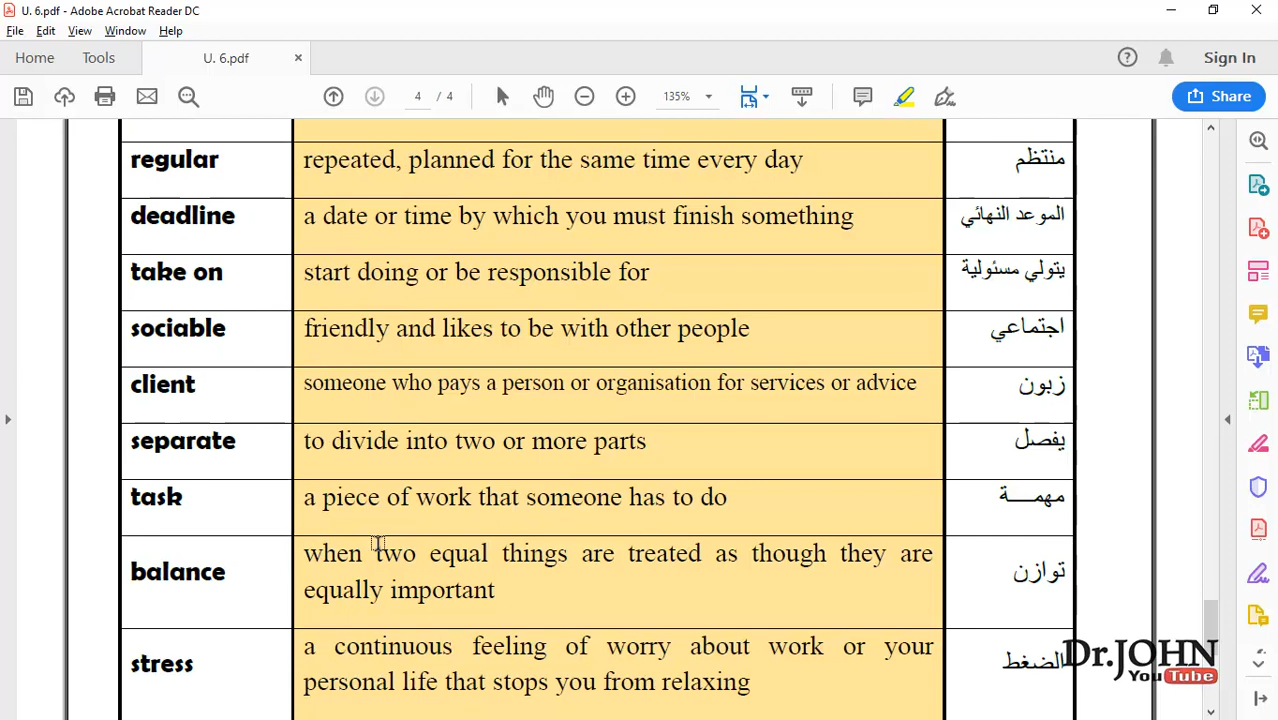 U. 6.pdf - Adobe Acrobat Reader DC
File Edit View Window Help
Home Tools U. 6.pdf × Sign In
4 / 4 135% Share
regular repeated, planned for the same time every day منتظم
deadline a date or time by which you must finish something الموعد النهائي
take on start doing or be responsible for يتولي مسئولية
sociable friendly and likes to be with other people اجتماعي
client someone who pays a person or organisation for services or advice زبون
separate to divide into two or more parts يفصل
task a piece of work that someone has to do مهمـــة
balance when two equal things are treated as though they are
equally important توازن
stress a continuous feeling of worry about work or your
personal life that stops you from relaxing الضغط
Dr.JOHN
YouTube